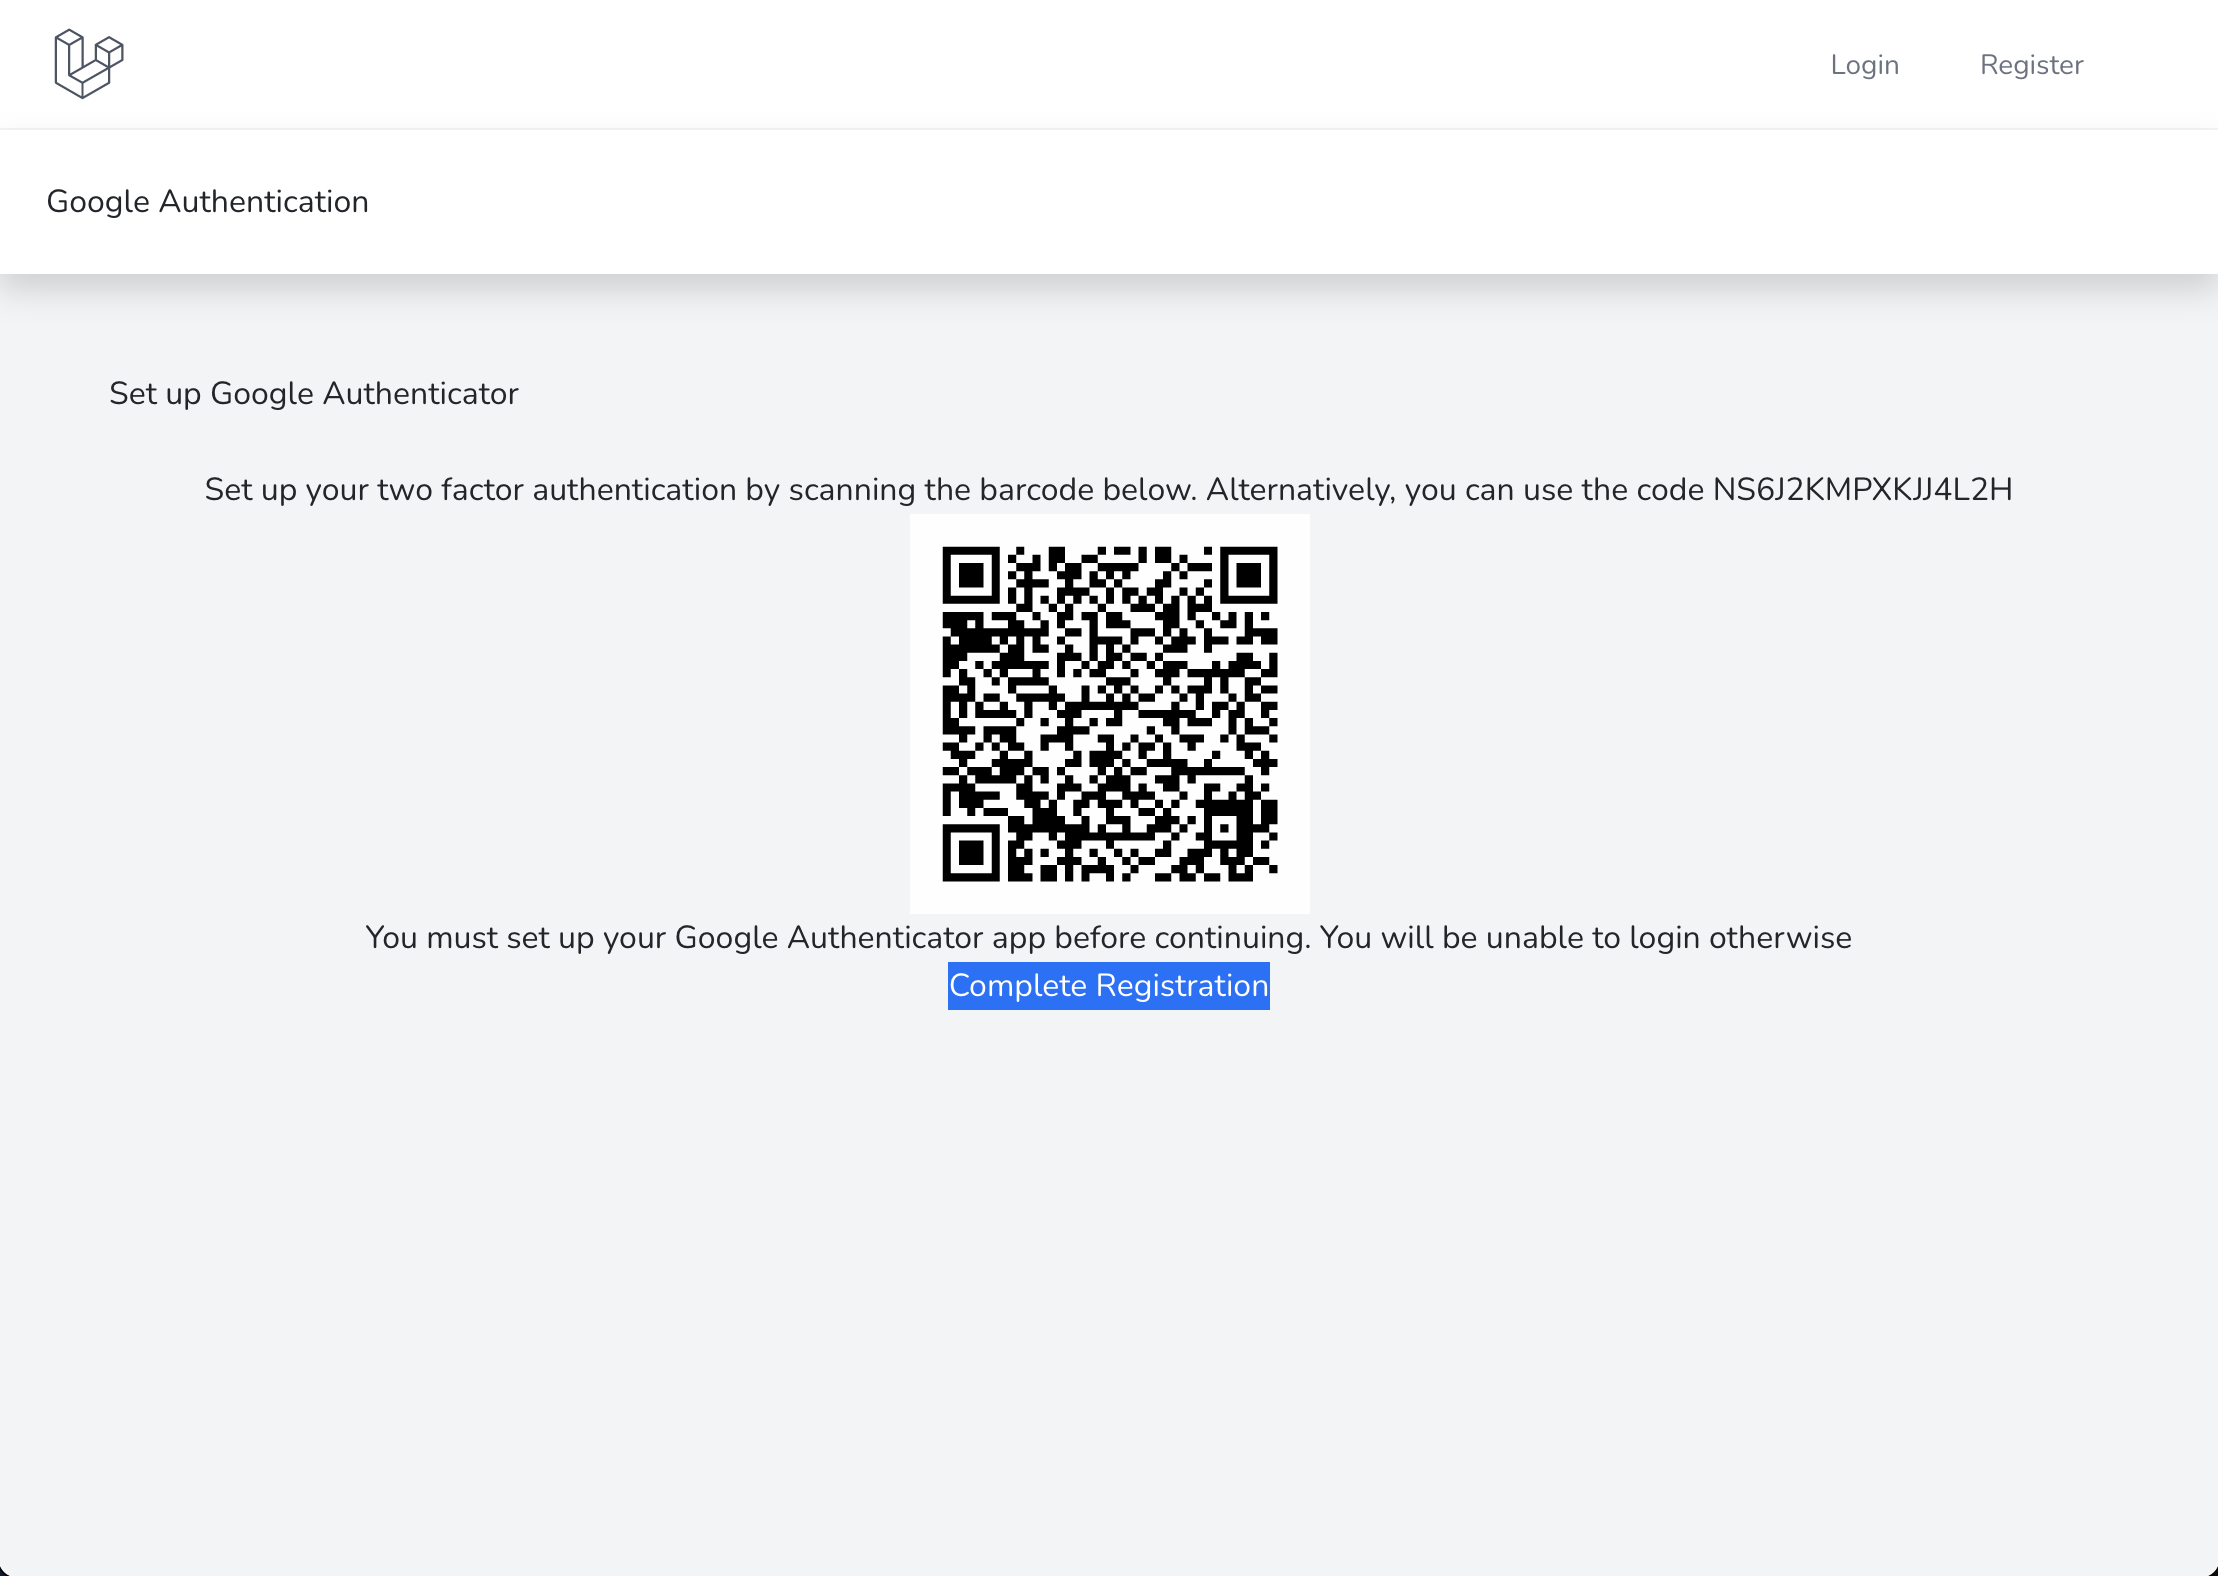 Login Register
Google Authentication
Set up Google Authenticator
Set up your two factor authentication by scanning the barcode below. Alternatively, you can use the code NS6J2KMPXKJJ4L2H
You must set up your Google Authenticator app before continuing. You will be unable to login otherwise
Complete Registration